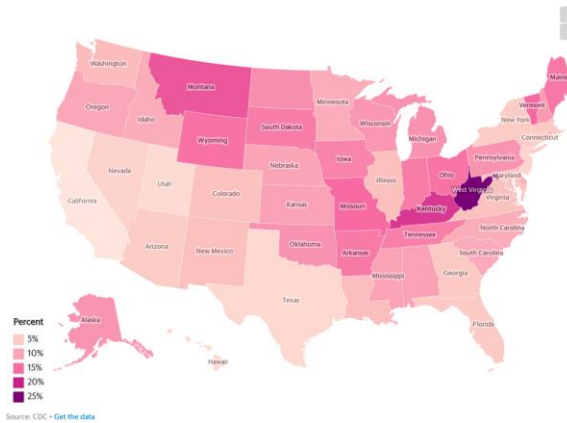 Washington
Montana
Maine
Oregon
Minnesota
Vermont
Idaho
South Dakota
Wisconsin
New York
Wyoming
Michigan
Connecticut
Iowa
Pennsylvania
Nebraska
Nevada
Ohio
Illinois
Maryland
Utah
Colorado
West Virginia
Virginia
California
Kansas
Missouri
Kentucky
North Carolina
Tennessee
Oklahoma
Arizona
New Mexico
Arkansas
South Carolina
Mississippi
Georgia
Texas
Alaska
Florida
Hawaii
Percent
5%
10%
15%
20%
25%
Source: CDC • Get the data